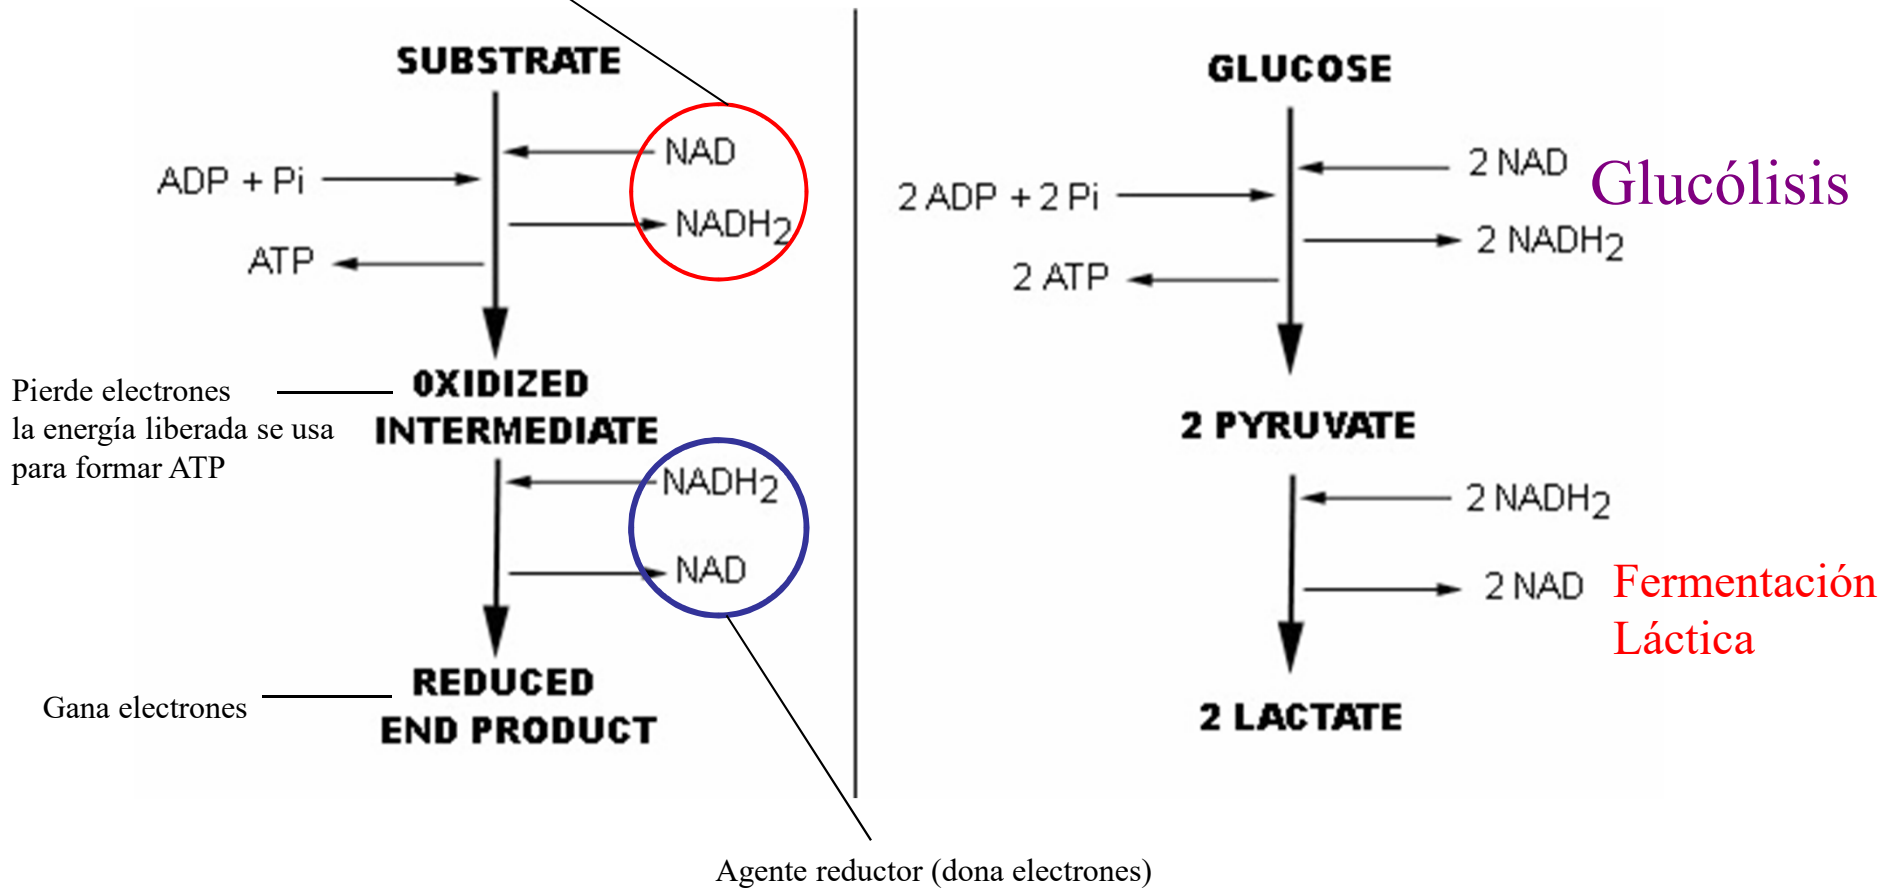 SUBSTRATE
NAD
ADP + Pi
NADH2
ATP
Pierde electrones
la energía liberada se usa
para formar ATP
0XIDIZED
INTERMEDIATE
NADH2
NAD
Gana electrones
REDUCED
END PRODUCT
Agente reductor (dona electrones)
GLUCOSE
2 NAD
Glucólisis
2 ADP + 2 Pi
2 NADH2
2 ATP
2 PYRUVATE
2 NADH2
2 NAD
Fermentación
Láctica
2 LACTATE